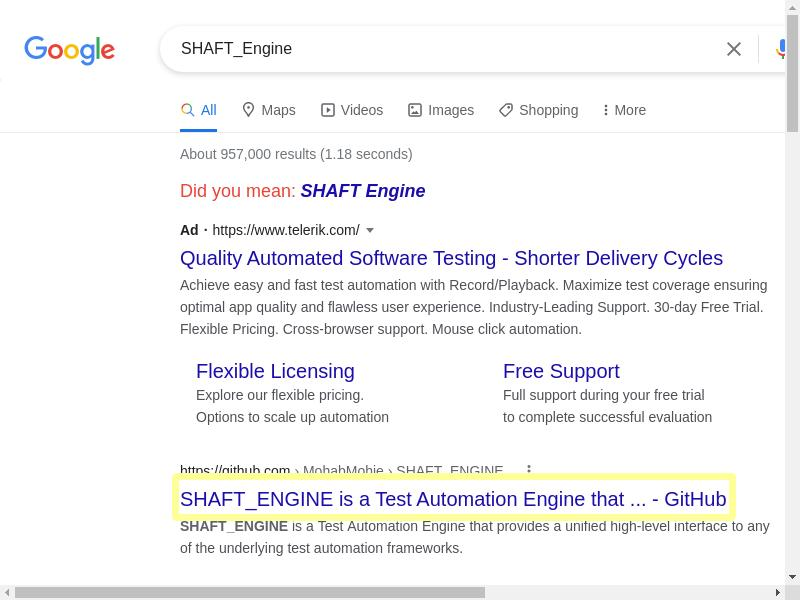 Google
SHAFT_Engine
All Maps Videos Images Shopping More
About 957,000 results (1.18 seconds)
Did you mean: SHAFT Engine
Ad · https://www.telerik.com/
Quality Automated Software Testing - Shorter Delivery Cycles
Achieve easy and fast test automation with Record/Playback. Maximize test coverage ensuring
optimal app quality and flawless user experience. Industry-Leading Support. 30-day Free Trial.
Flexible Pricing. Cross-browser support. Mouse click automation.
Flexible Licensing
Explore our flexible pricing.
Options to scale up automation
Free Support
Full support during your free trial
to complete successful evaluation
https://github.com › MohabMohie › SHAFT_ENGINE
SHAFT_ENGINE is a Test Automation Engine that ... - GitHub
SHAFT_ENGINE is a Test Automation Engine that provides a unified high-level interface to any
of the underlying test automation frameworks.